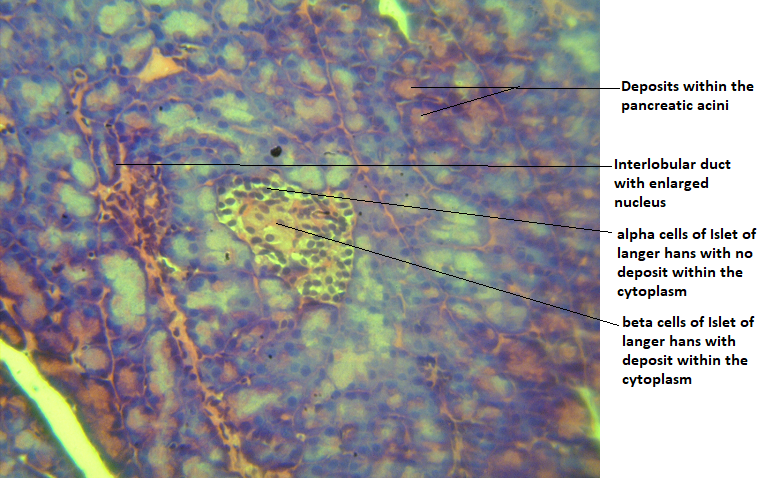 Deposits within the
pancreatic acini
Interlobular duct
with enlarged
nucleus
alpha cells of Islet of
langer hans with no
deposit within the
cytoplasm
beta cells of Islet of
langer hans with
deposit within the
cytoplasm